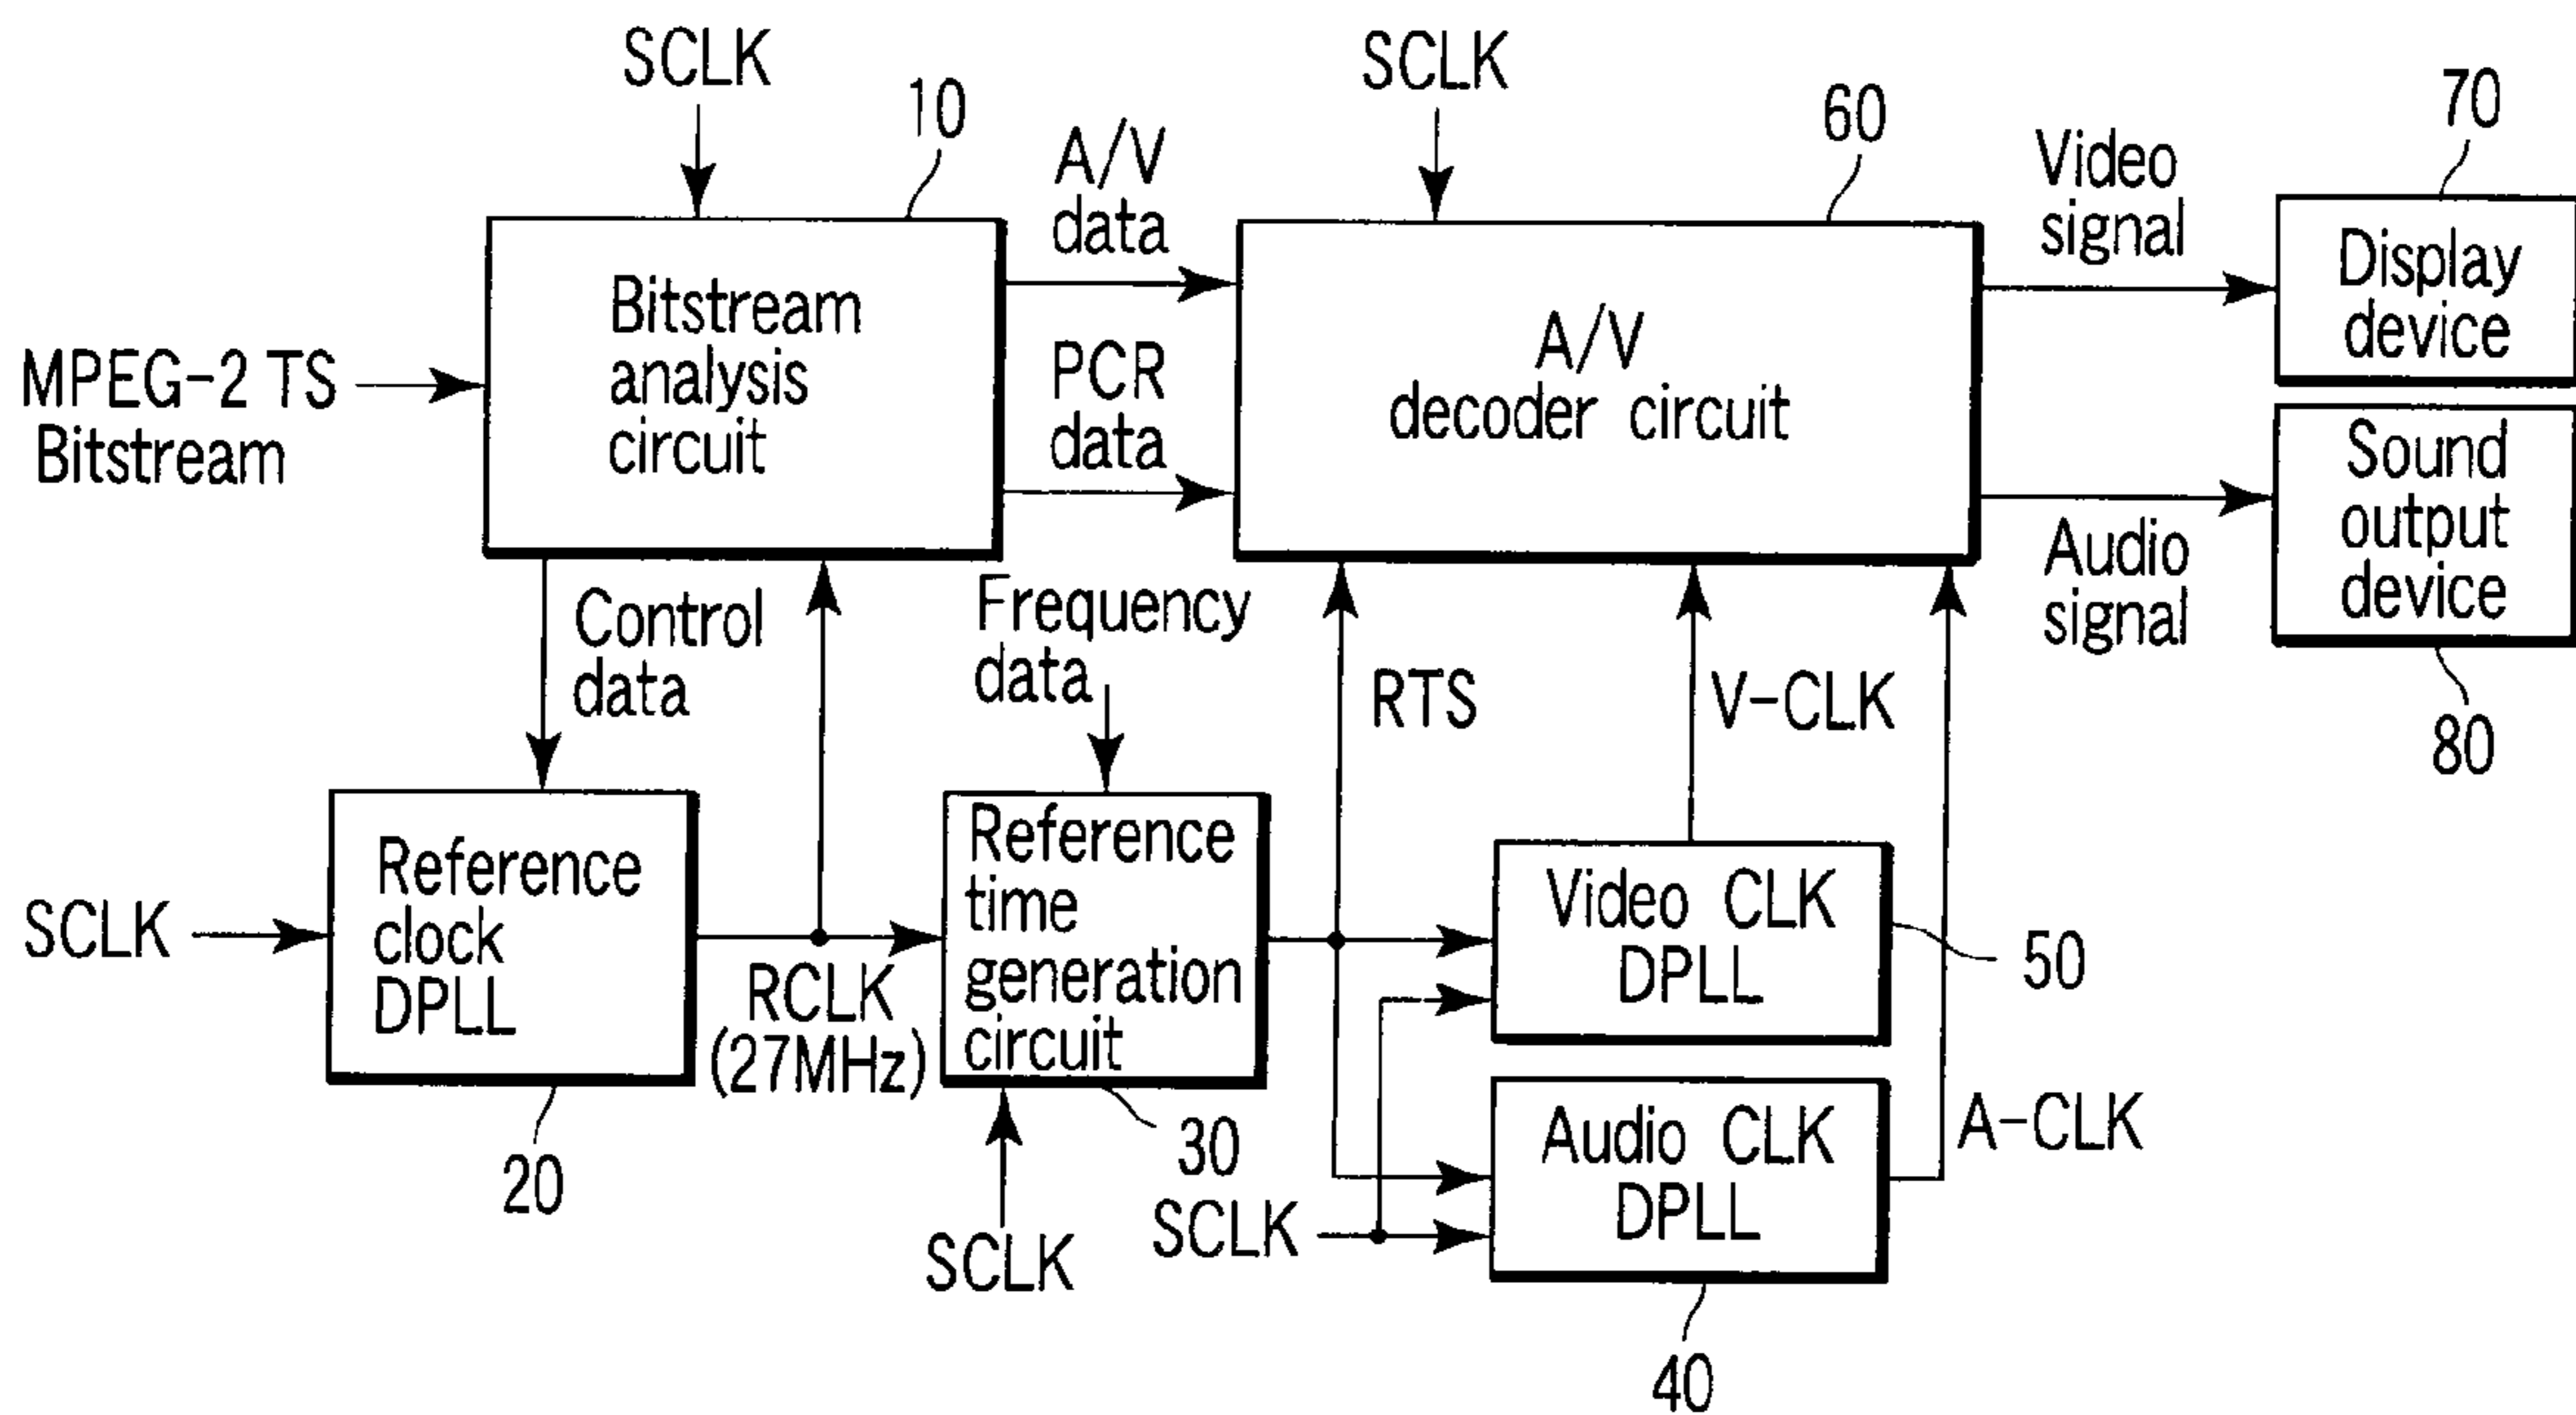 SCLK
SCLK
10
60
70
A/V
data
Video
signal
Bitstream
analysis
circuit
A/V
decoder circuit
Display
device
MPEG-2 TS
Bitstream
PCR
data
Sound
output
device
Audio
signal
Control
data
Frequency
data
RTS
V-CLK
80
Reference
clock
DPLL
Reference
time
generation
circuit
Video CLK
DPLL
50
SCLK
RCLK
(27MHz)
Audio CLK
DPLL
A-CLK
20
30
SCLK
SCLK
40